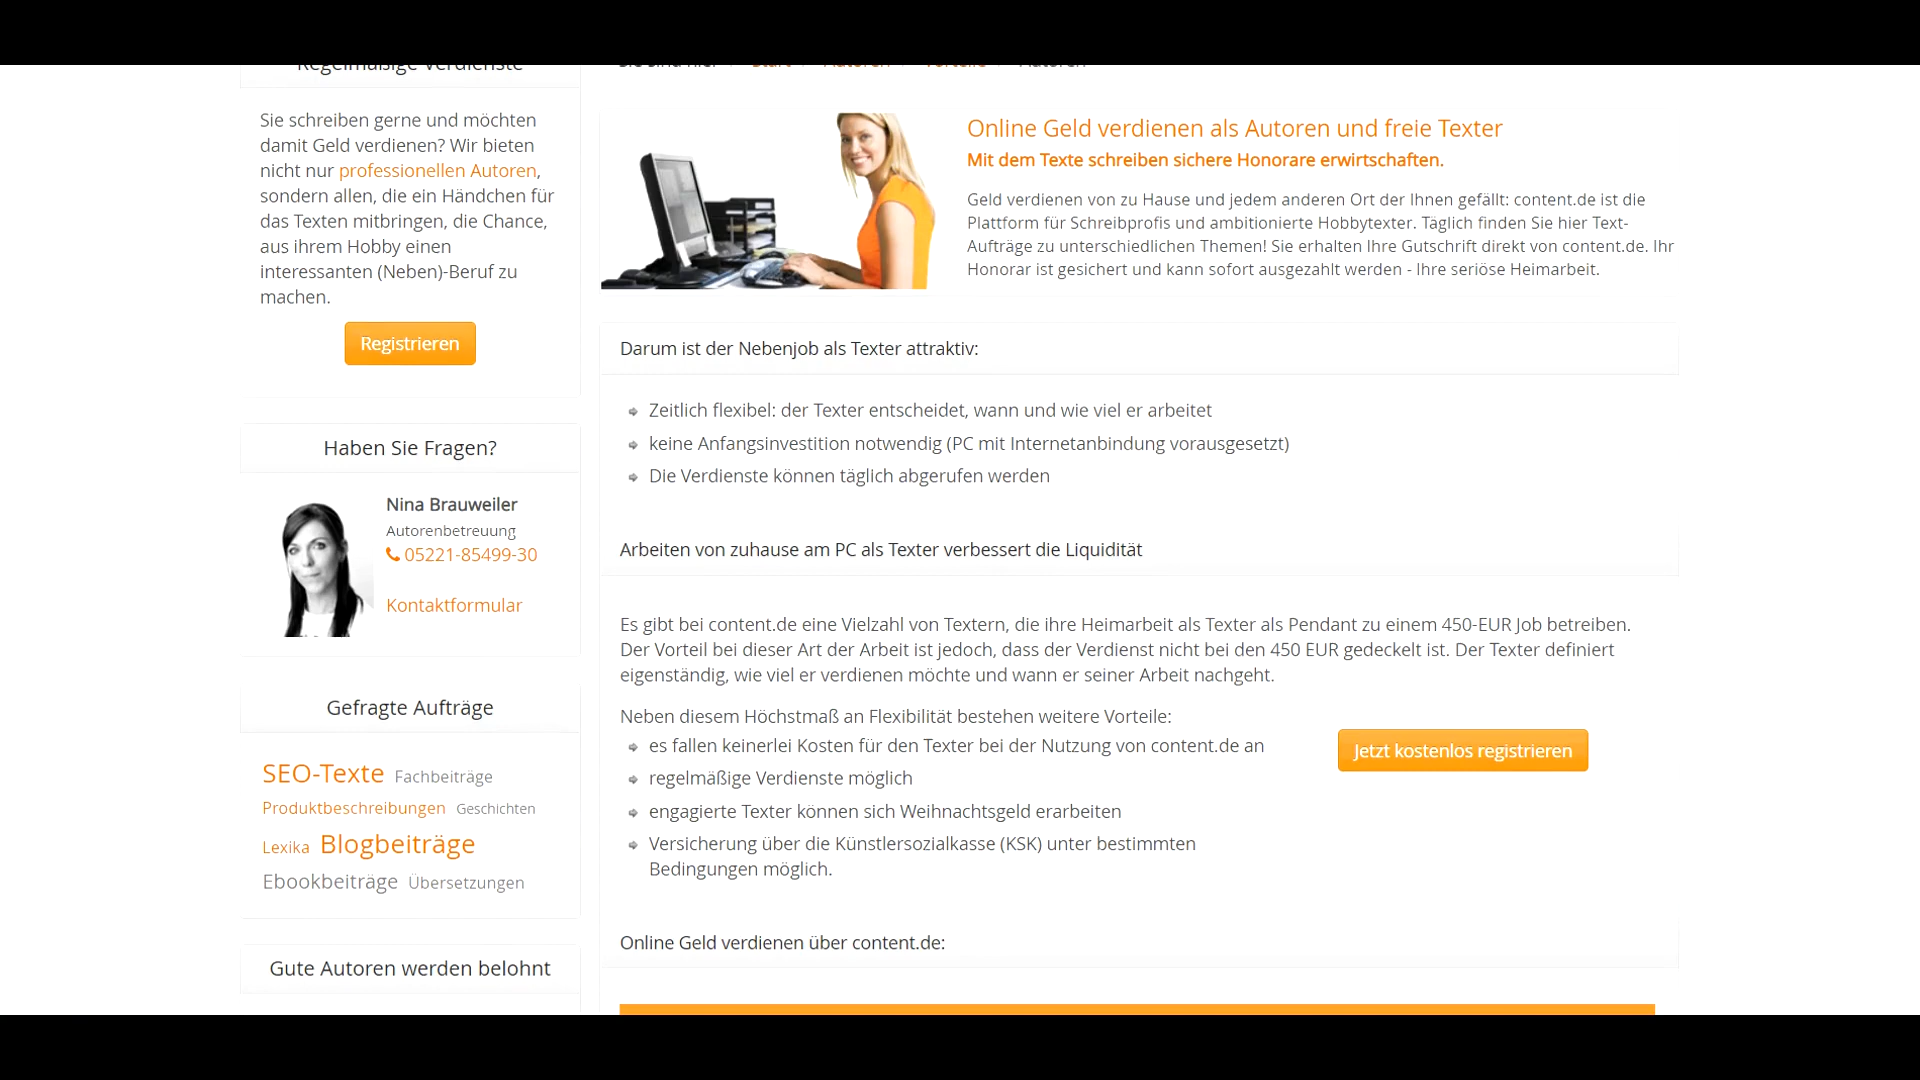 Regelmäßige Verdienste
Sie schreiben gerne und möchten
damit Geld verdienen? Wir bieten
nicht nur professionellen Autoren,
sondern allen, die ein Händchen für
das Texten mitbringen, die Chance,
aus ihrem Hobby einen
interessanten (Neben)-Beruf zu
machen.
Registrieren
Haben Sie Fragen?
Nina Brauweiler
Autorenbetreuung
05221-85499-30
Kontaktformular
Gefragte Aufträge
SEO-Texte Fachbeiträge
Produktbeschreibungen Geschichten
Lexika Blogbeiträge
Ebookbeiträge Übersetzungen
Gute Autoren werden belohnt
Sie sind hier Start Autoren Vorteile Autoren
Online Geld verdienen als Autoren und freie Texter
Mit dem Texte schreiben sichere Honorare erwirtschaften.
Geld verdienen von zu Hause und jedem anderen Ort der Ihnen gefällt: content.de ist die
Plattform für Schreibprofis und ambitionierte Hobbytexter. Täglich finden Sie hier Text-
Aufträge zu unterschiedlichen Themen! Sie erhalten Ihre Gutschrift direkt von content.de. Ihr
Honorar ist gesichert und kann sofort ausgezahlt werden - Ihre seriöse Heimarbeit.
Darum ist der Nebenjob als Texter attraktiv:
Zeitlich flexibel: der Texter entscheidet, wann und wie viel er arbeitet
keine Anfangsinvestition notwendig (PC mit Internetanbindung vorausgesetzt)
Die Verdienste können täglich abgerufen werden
Arbeiten von zuhause am PC als Texter verbessert die Liquidität
Es gibt bei content.de eine Vielzahl von Textern, die ihre Heimarbeit als Texter als Pendant zu einem 450-EUR Job betreiben.
Der Vorteil bei dieser Art der Arbeit ist jedoch, dass der Verdienst nicht bei den 450 EUR gedeckelt ist. Der Texter definiert
eigenständig, wie viel er verdienen möchte und wann er seiner Arbeit nachgeht.
Neben diesem Höchstmaß an Flexibilität bestehen weitere Vorteile:
es fallen keinerlei Kosten für den Texter bei der Nutzung von content.de an
regelmäßige Verdienste möglich
engagierte Texter können sich Weihnachtsgeld erarbeiten
Versicherung über die Künstlersozialkasse (KSK) unter bestimmten
Bedingungen möglich.
Jetzt kostenlos registrieren
Online Geld verdienen über content.de: